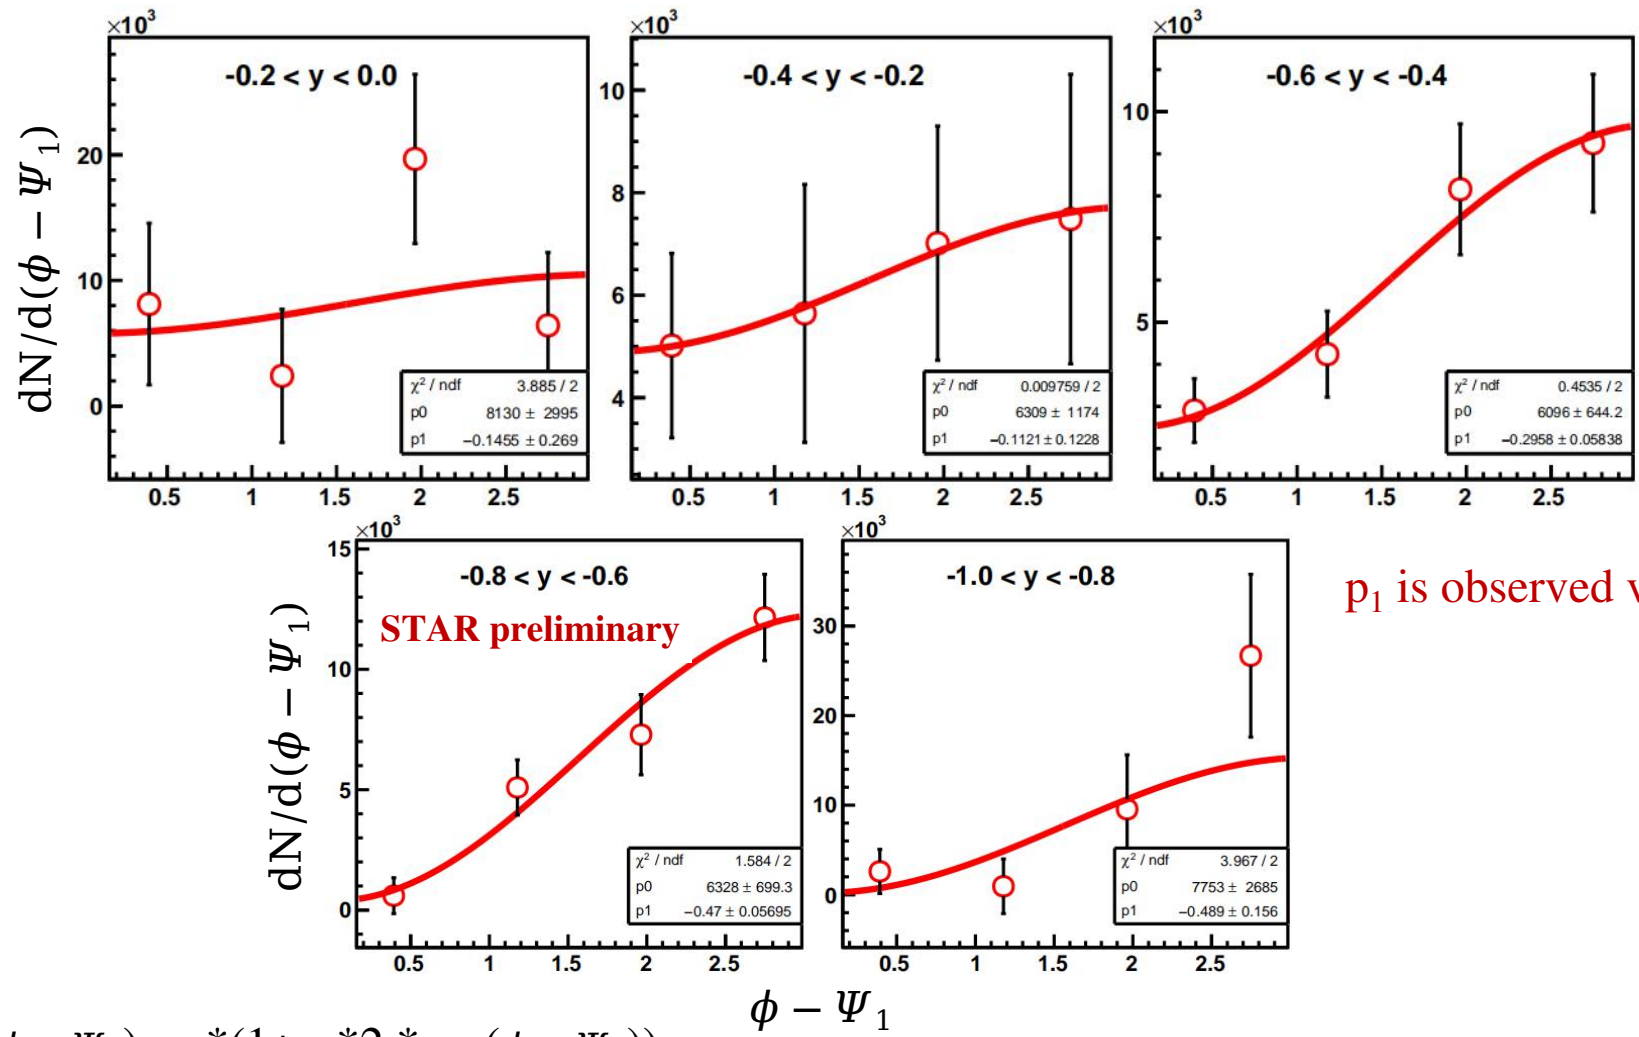 ×10³
-0.2 < y < 0.0
dN/d(ϕ − Ψ₁)
20
10
0
χ² / ndf 3.885 / 2
p0 8130 ± 2995
p1 −0.1455 ± 0.269
0.5 1 1.5 2 2.5
×10³
-0.4 < y < -0.2
10
8
6
4
χ² / ndf 0.009759 / 2
p0 6309 ± 1174
p1 −0.1121 ± 0.1228
0.5 1 1.5 2 2.5
×10³
-0.6 < y < -0.4
10
5
χ² / ndf 0.4535 / 2
p0 6096 ± 644.2
p1 −0.2958 ± 0.05838
0.5 1 1.5 2 2.5
×10³
-0.8 < y < -0.6
STAR preliminary
dN/d(ϕ − Ψ₁)
15
10
5
0
χ² / ndf 1.584 / 2
p0 6328 ± 699.3
p1 −0.47 ± 0.05695
0.5 1 1.5 2 2.5
×10³
-1.0 < y < -0.8
30
20
10
0
χ² / ndf 3.967 / 2
p0 7753 ± 2685
p1 −0.489 ± 0.156
0.5 1 1.5 2 2.5
p₁ is observed
ϕ − Ψ₁